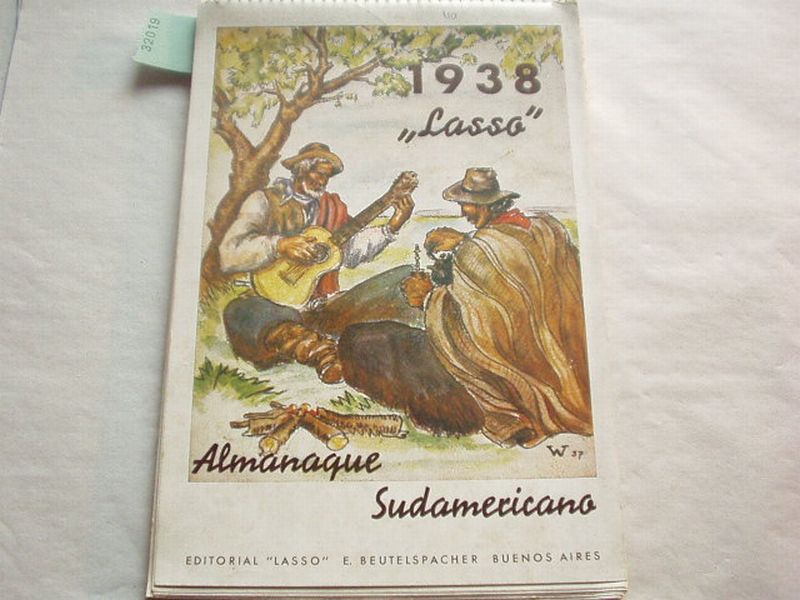 32019
1938
„Lasso"
W 37
Almanaque
Sudamericano
EDITORIAL "LASSO" E. BEUTELSPACHER BUENOS AIRES